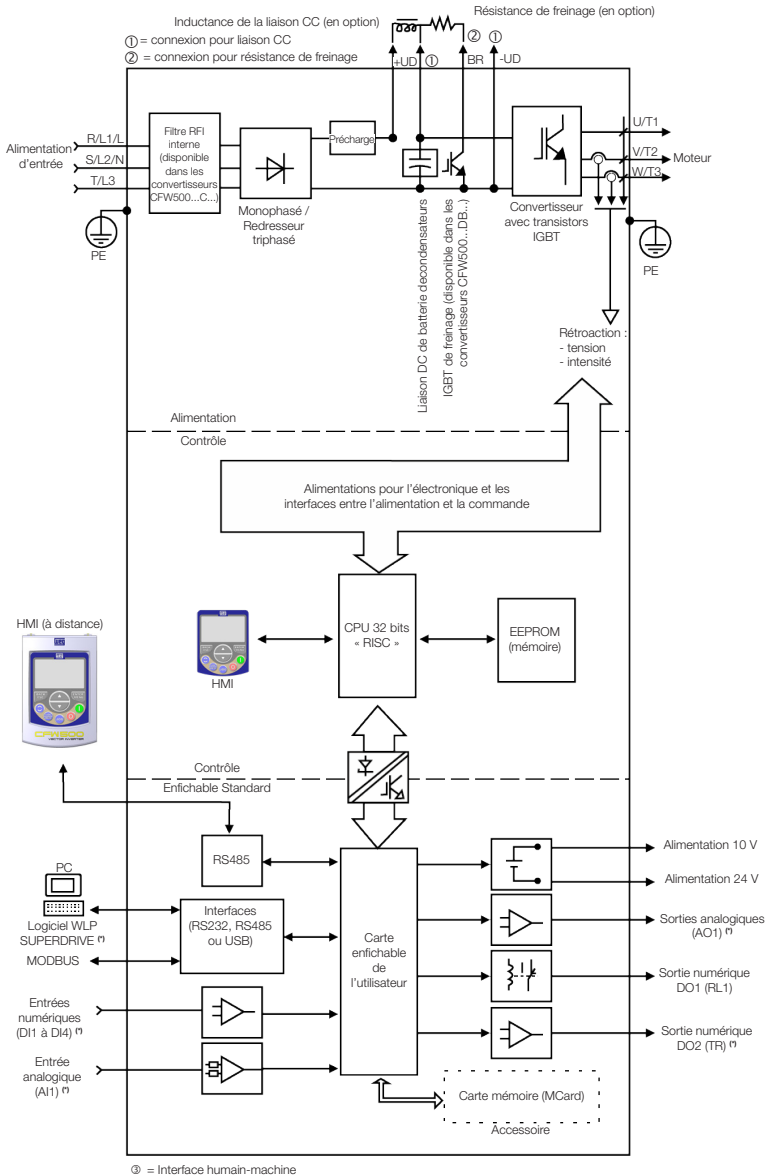 Inductance de la liaison CC (en option)
Résistance de freinage (en option)
① = connexion pour liaison CC
② = connexion pour résistance de freinage
② ①
+UD ① BR -UD
Alimentation
d'entrée
R/L1/L
S/L2/N
T/L3
PE
Filtre RFI
interne
(disponible
dans les
convertisseurs
CFW500...C...)
Monophasé /
Redresseur
triphasé
Précharge
Liaison DC de batterie decondensateurs
IGBT de freinage (disponible dans les
convertisseurs CFW500...DB...)
Convertisseur
avec transistors
IGBT
U/T1
V/T2
W/T3
Moteur
PE
Rétroaction :
- tension
- intensité
Alimentation
Contrôle
Alimentations pour l'électronique et les
interfaces entre l'alimentation et la commande
HMI (à distance)
CFW500
VECTOR INVERTER
HMI
CPU 32 bits
« RISC »
EEPROM
(mémoire)
Contrôle
Enfichable Standard
RS485
PC
Logiciel WLP
SUPERDRIVE (*)
MODBUS
Interfaces
(RS232, RS485
ou USB)
Entrées
numériques
(DI1 à DI4) (*)
Entrée
analogique
(AI1) (*)
Carte
enfichable
de
l'utilisateur
Alimentation 10 V
Alimentation 24 V
Sorties analogiques
(AO1) (*)
Sortie numérique
DO1 (RL1)
Sortie numérique
DO2 (TR) (*)
Carte mémoire (MCard)
Accessoire
③ = Interface humain-machine